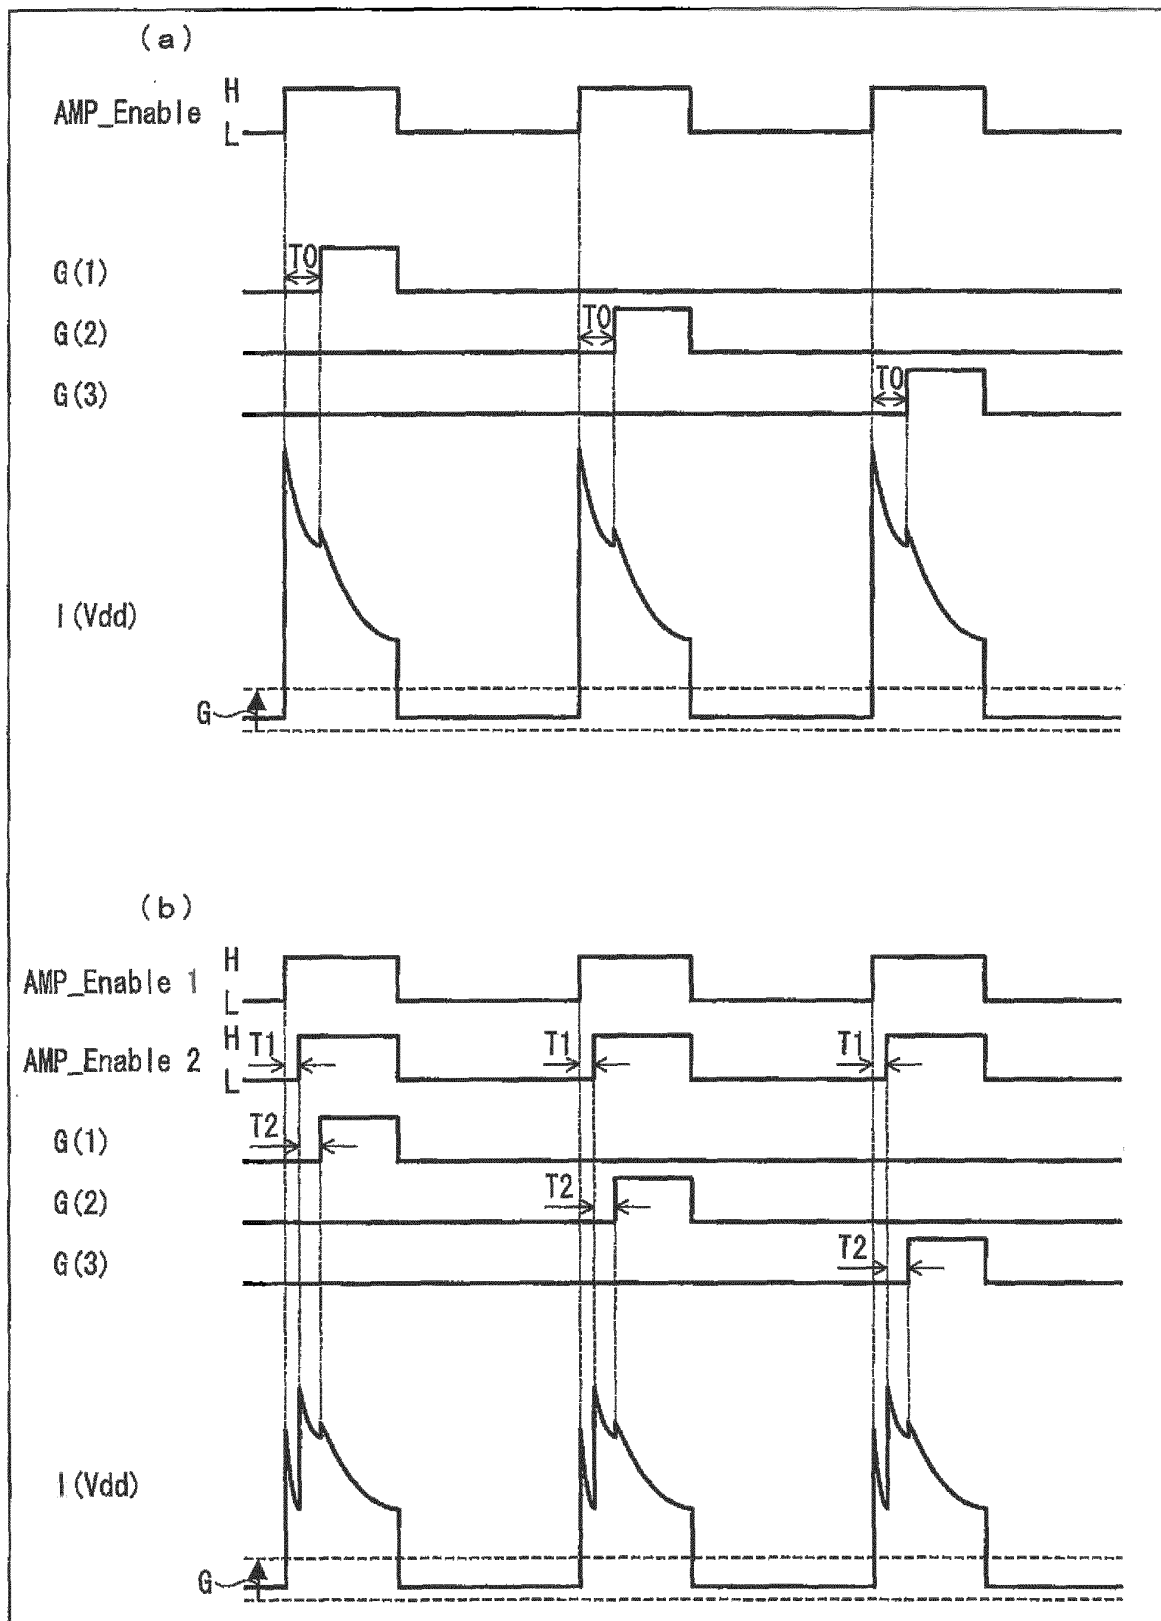 (a)
AMP_Enable
H
L
G(1)
T0
G(2)
T0
G(3)
T0
I(Vdd)
G
(b)
AMP_Enable 1
H
L
AMP_Enable 2
H
L
T1
T1
T1
G(1)
T2
G(2)
T2
G(3)
T2
I(Vdd)
G